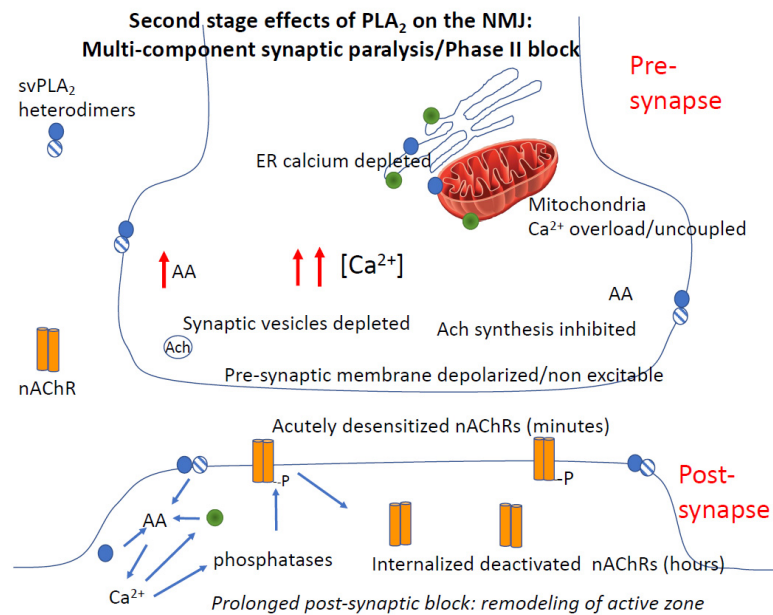 Second stage effects of PLA₂ on the NMJ:
Multi-component synaptic paralysis/Phase II block
Pre-
synapse
svPLA₂
heterodimers
ER calcium depleted
Mitochondria
Ca²⁺ overload/uncoupled
AA
[Ca²⁺]
AA
Synaptic vesicles depleted
Ach synthesis inhibited
Ach
nAChR
Pre-synaptic membrane depolarized/non excitable
Acutely desensitized nAChRs (minutes)
-P
-P
Post-
synapse
AA
phosphatases
Internalized deactivated nAChRs (hours)
Ca²⁺
Prolonged post-synaptic block: remodeling of active zone